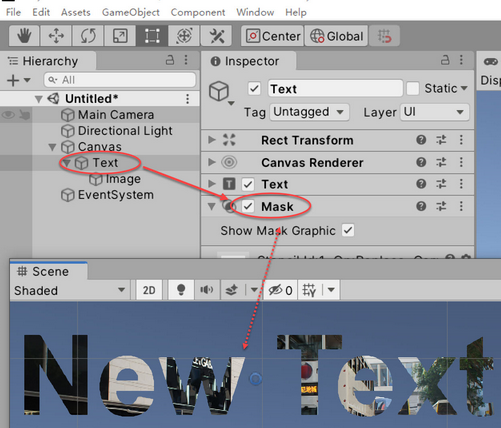 File Edit Assets GameObject Component Window Help
Center Global
Hierarchy
All
Untitled*
Main Camera
Directional Light
Canvas
Text
Image
EventSystem
Inspector
Text Static
Tag Untagged Layer UI
Rect Transform
Canvas Renderer
Text
Mask
Show Mask Graphic
Scene
Shaded 2D 0
New Text